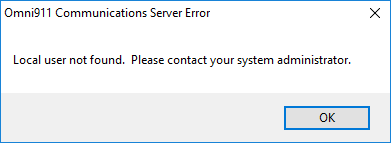 Omni911 Communications Server Error
Local user not found.  Please contact your system administrator.
OK